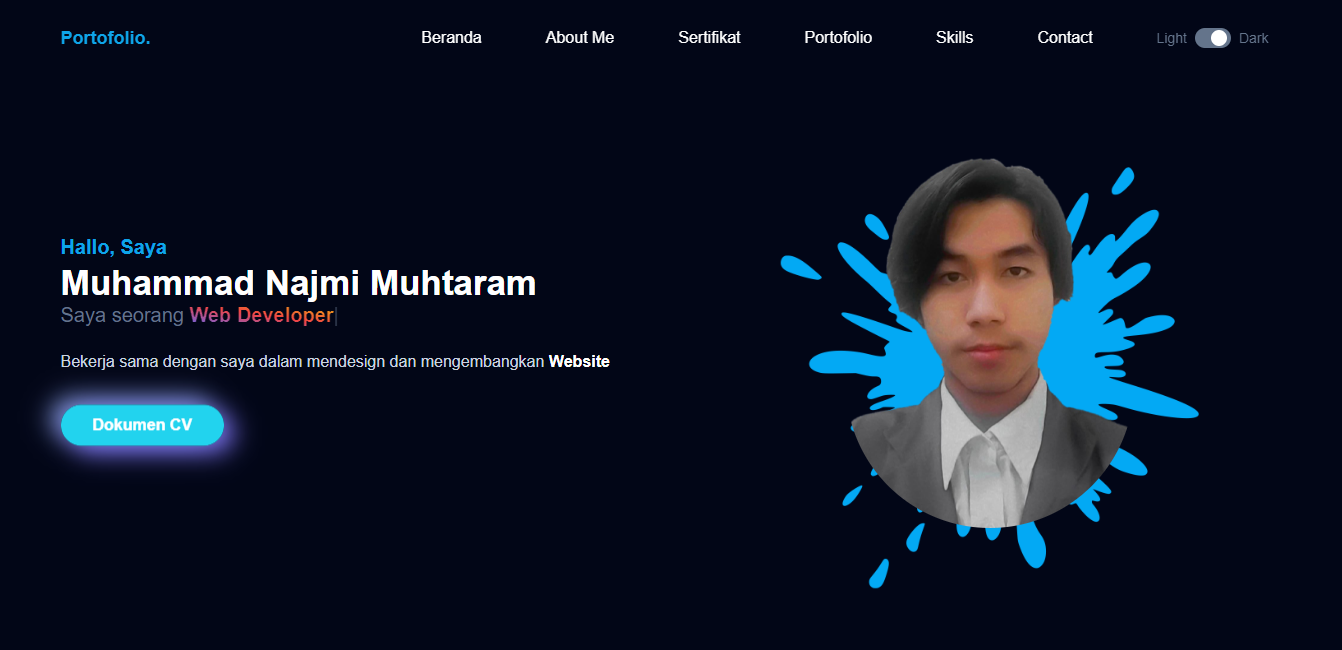 Portofolio.
Beranda About Me Sertifikat Portofolio Skills Contact Light Dark
Hallo, Saya
Muhammad Najmi Muhtaram
Saya seorang Web Developer|
Bekerja sama dengan saya dalam mendesign dan mengembangkan Website
Dokumen CV